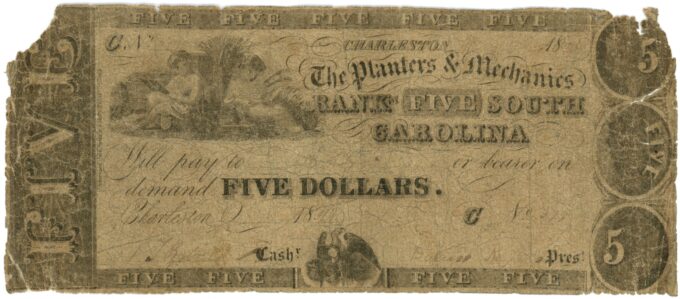 FIVE FIVE FIVE FIVE FIVE
FIVE
C. No
CHARLESTON 18
5
The Planters & Mechanics
BANK FIVE SOUTH
CAROLINA
FIVE
Will pay to or bearer on
demand FIVE DOLLARS.
Charleston 18 C No
5
Cashr. Prest.
FIVE FIVE FIVE FIVE